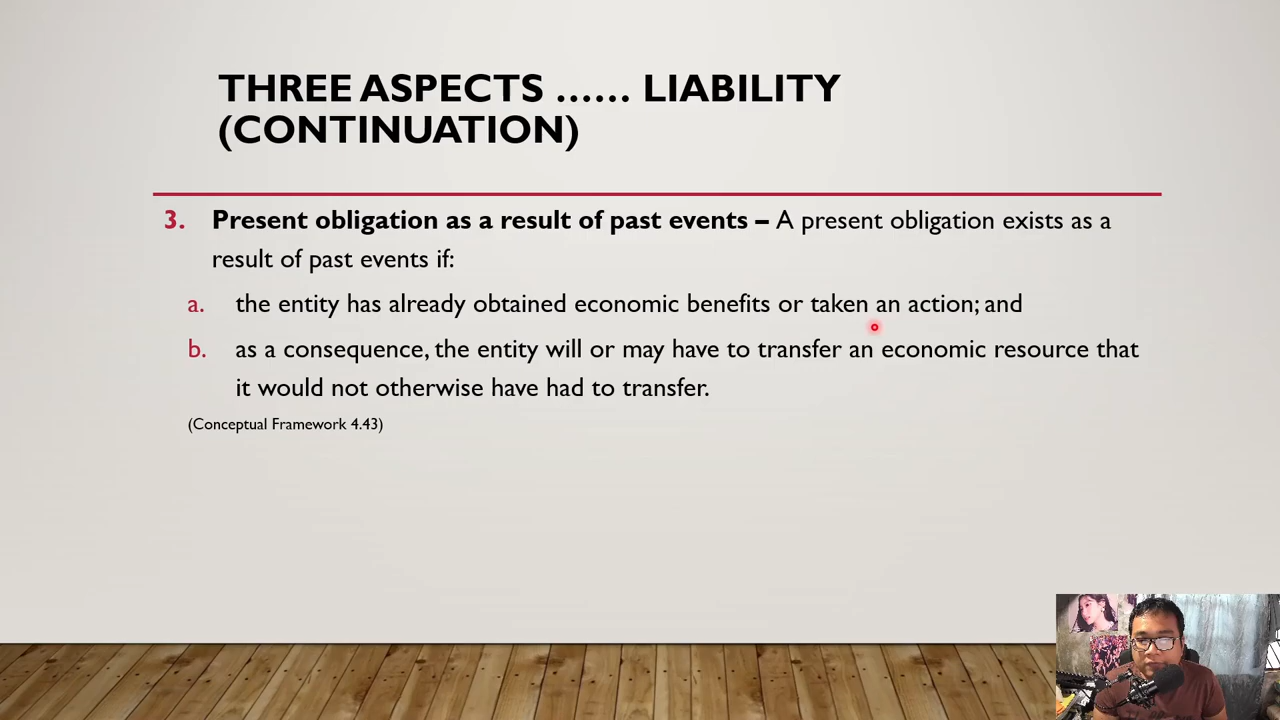 THREE ASPECTS …… LIABILITY
(CONTINUATION)
3. Present obligation as a result of past events – A present obligation exists as a
result of past events if:
a. the entity has already obtained economic benefits or taken an action; and
b. as a consequence, the entity will or may have to transfer an economic resource that
it would not otherwise have had to transfer.
(Conceptual Framework 4.43)